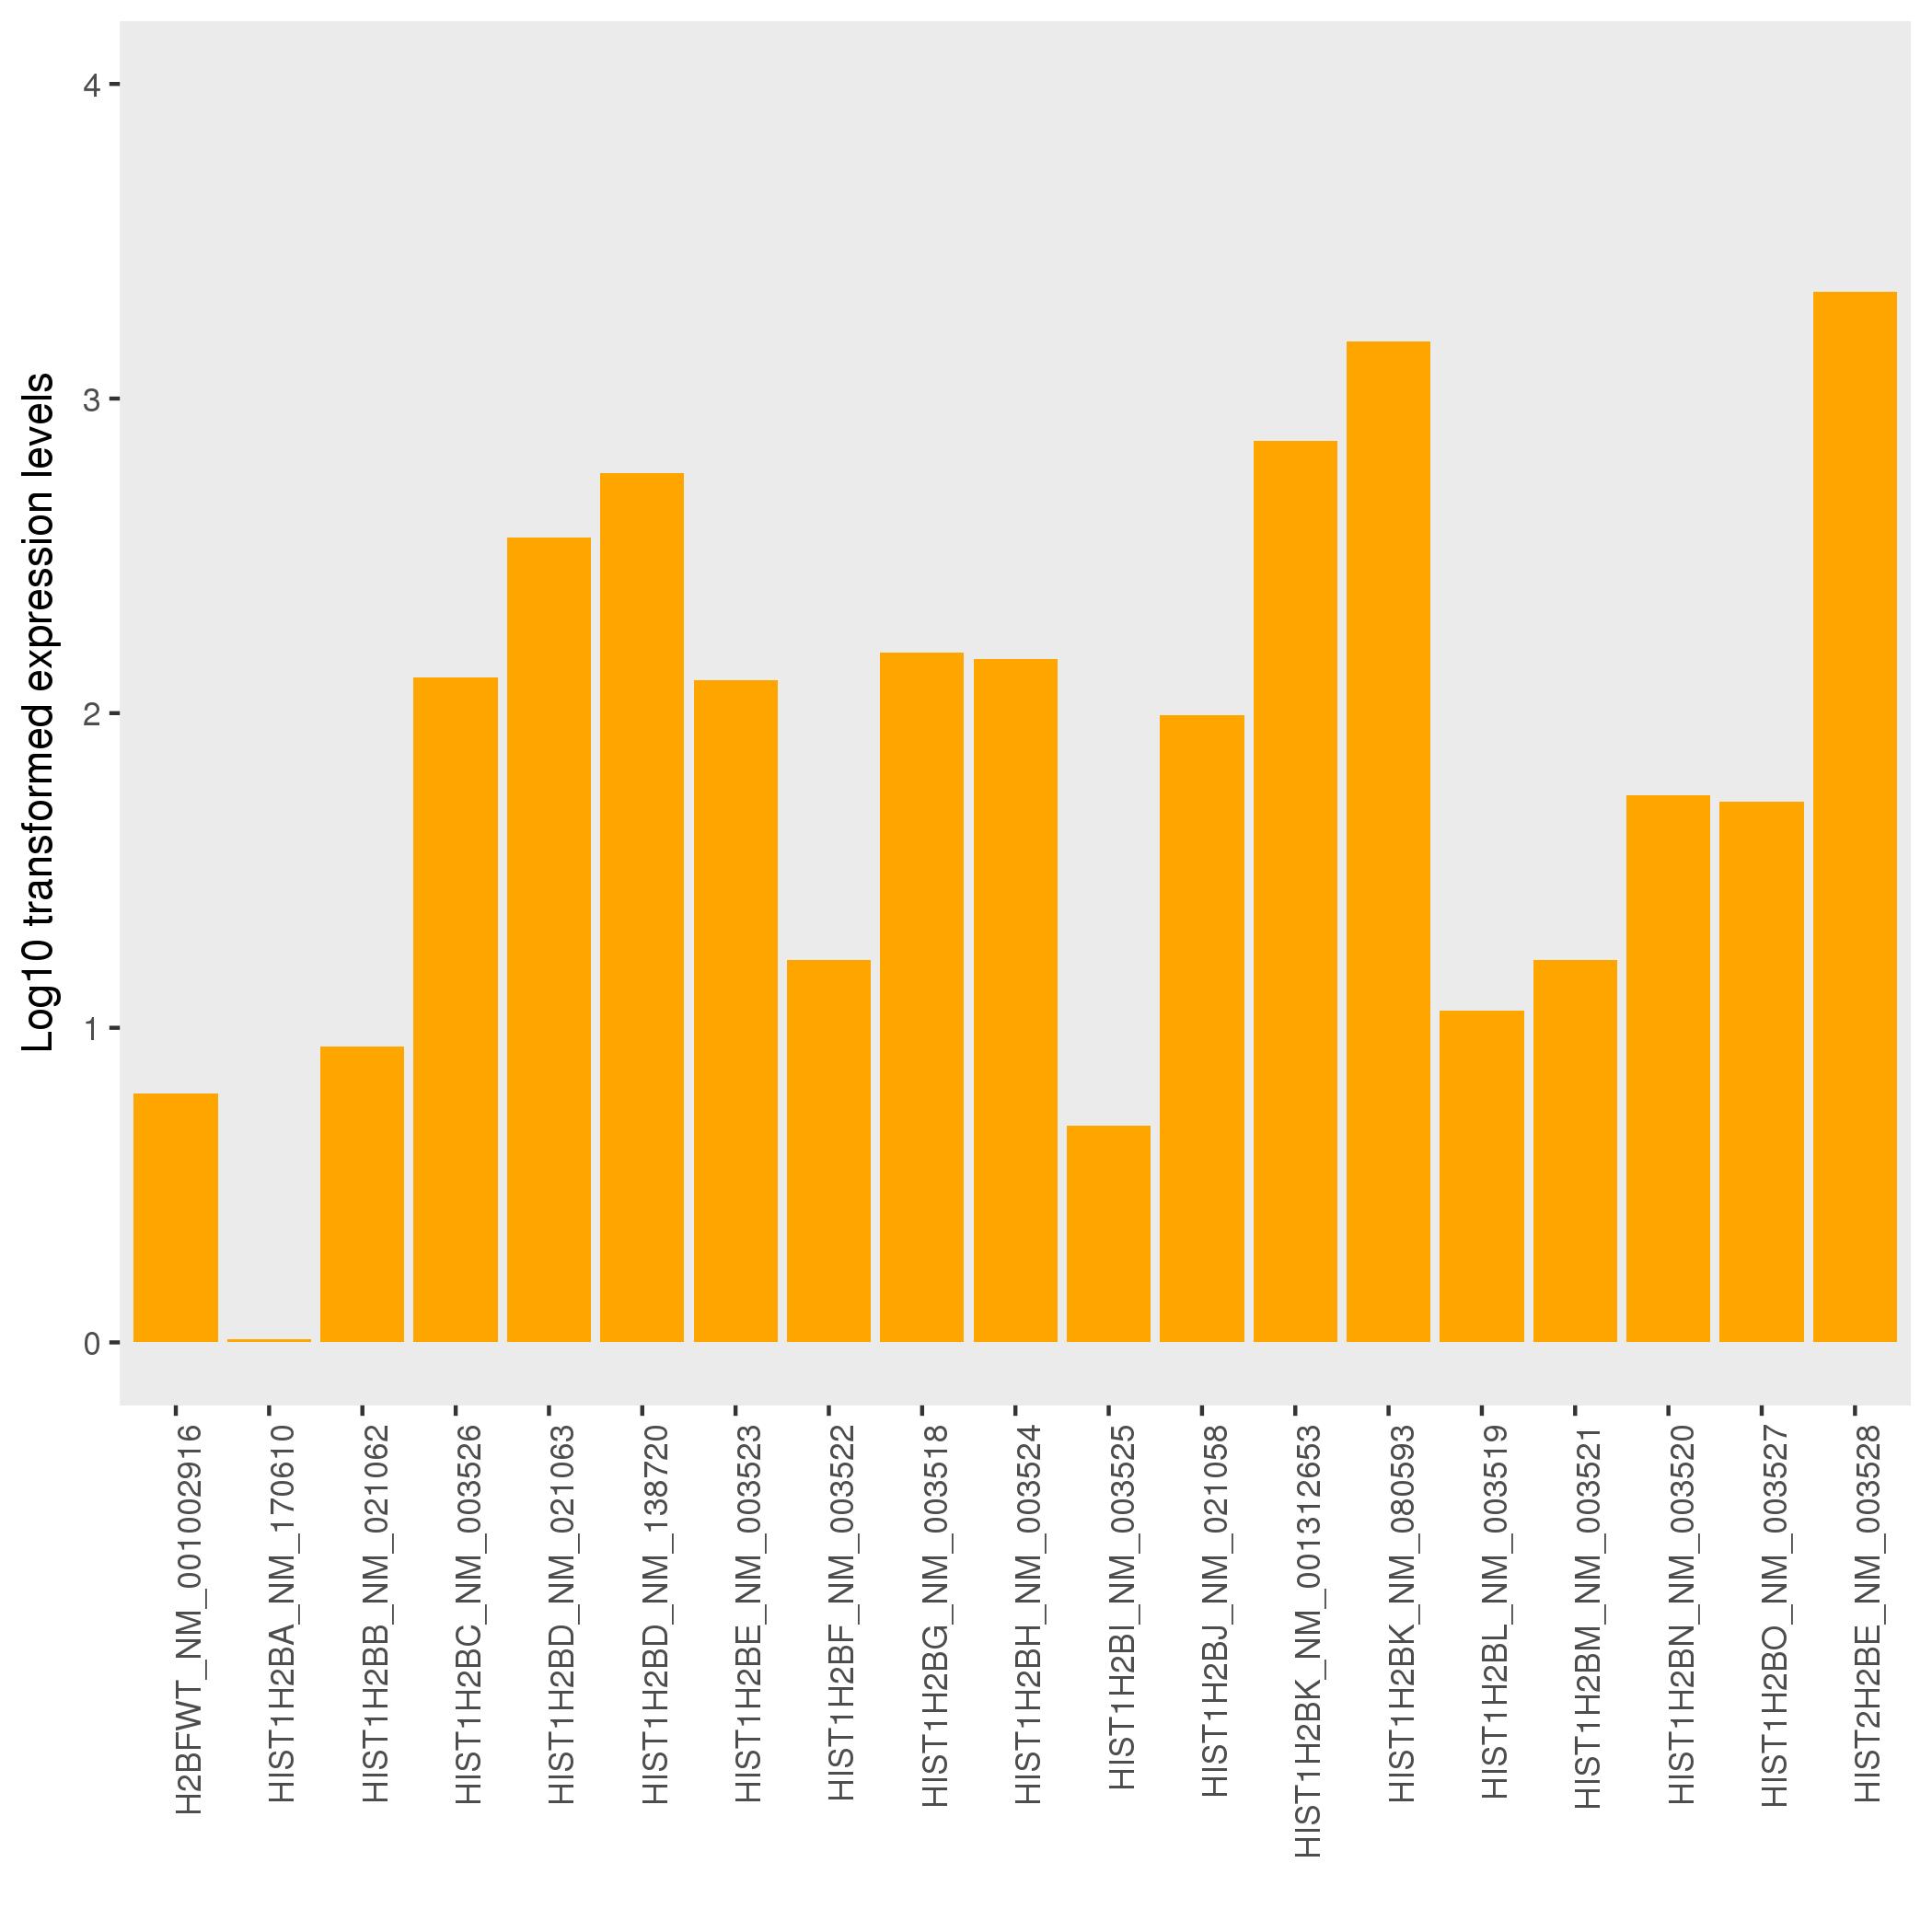 Log10 transformed expression levels
4
3
2
1
0
H2BFWT_NM_001002916
HIST1H2BA_NM_170610
HIST1H2BB_NM_021062
HIST1H2BC_NM_003526
HIST1H2BD_NM_021063
HIST1H2BD_NM_138720
HIST1H2BE_NM_003523
HIST1H2BF_NM_003522
HIST1H2BG_NM_003518
HIST1H2BH_NM_003524
HIST1H2BI_NM_003525
HIST1H2BJ_NM_021058
HIST1H2BK_NM_001312653
HIST1H2BK_NM_080593
HIST1H2BL_NM_003519
HIST1H2BM_NM_003521
HIST1H2BN_NM_003520
HIST1H2BO_NM_003527
HIST2H2BE_NM_003528